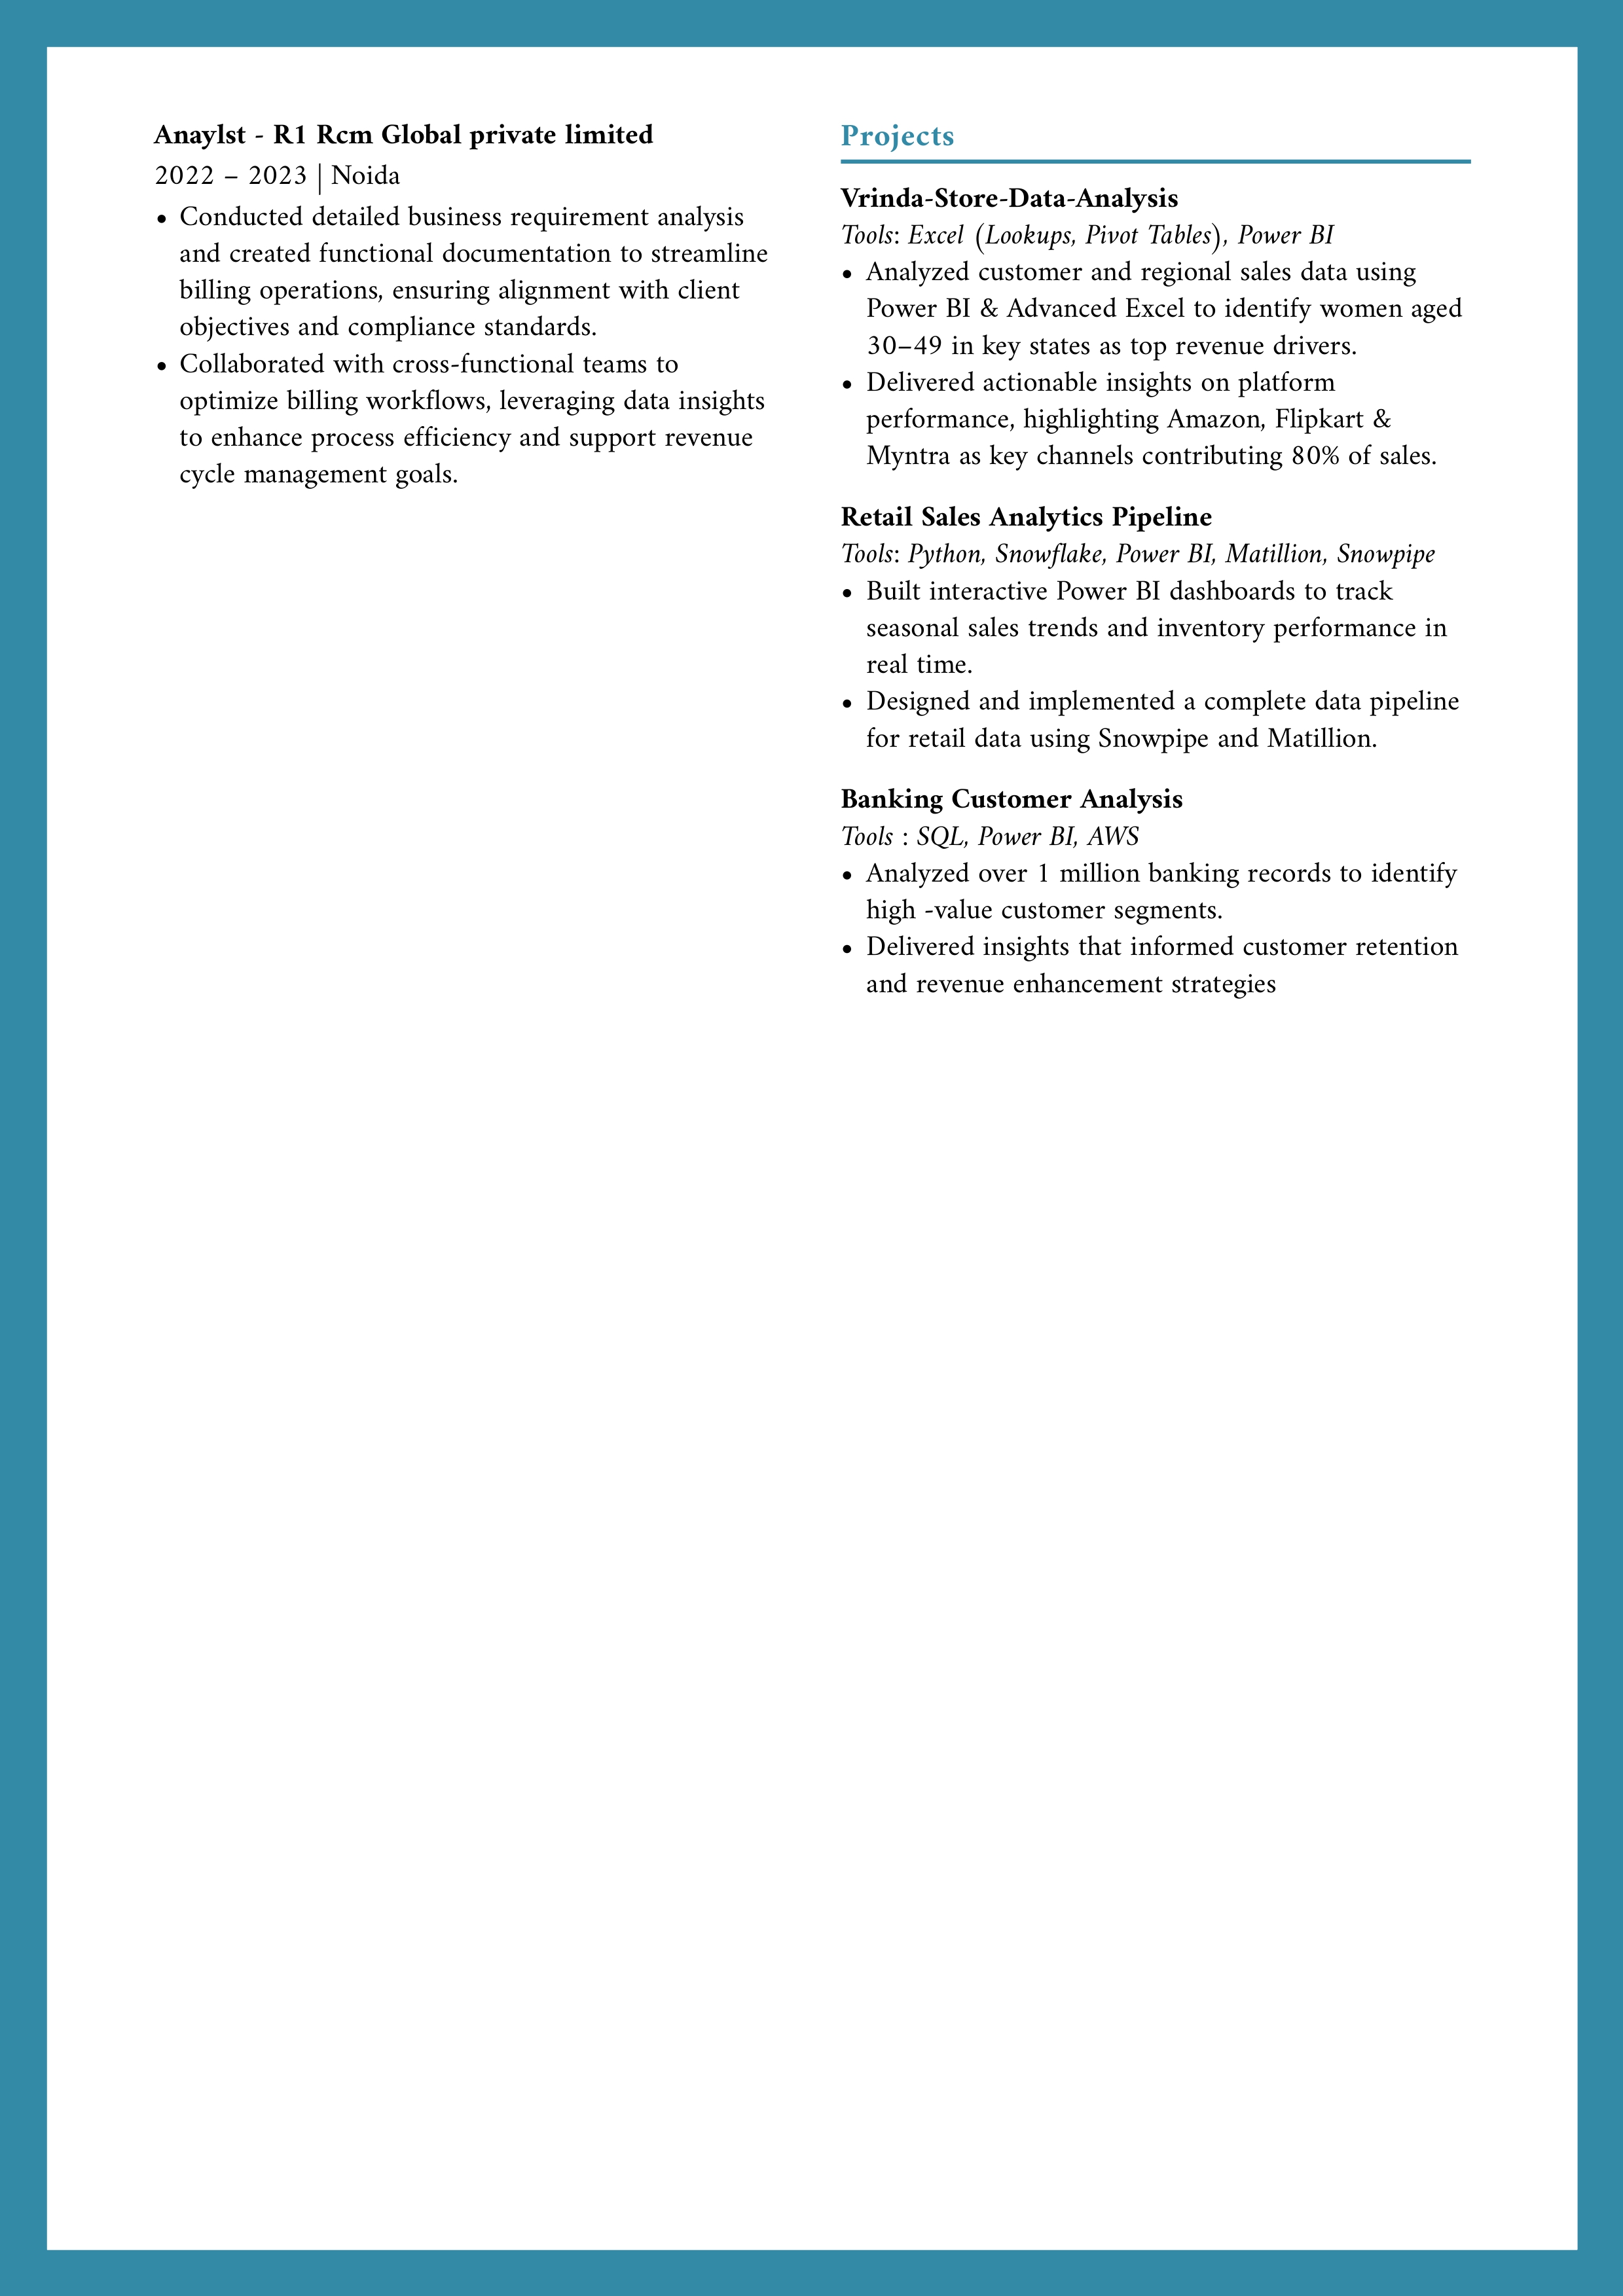 Anaylst - R1 Rcm Global private limited
2022 – 2023 | Noida
• Conducted detailed business requirement analysis
and created functional documentation to streamline
billing operations, ensuring alignment with client
objectives and compliance standards.
• Collaborated with cross-functional teams to
optimize billing workflows, leveraging data insights
to enhance process efficiency and support revenue
cycle management goals.
Projects
Vrinda-Store-Data-Analysis
Tools: Excel (Lookups, Pivot Tables), Power BI
• Analyzed customer and regional sales data using
Power BI & Advanced Excel to identify women aged
30–49 in key states as top revenue drivers.
• Delivered actionable insights on platform
performance, highlighting Amazon, Flipkart &
Myntra as key channels contributing 80% of sales.
Retail Sales Analytics Pipeline
Tools: Python, Snowflake, Power BI, Matillion, Snowpipe
• Built interactive Power BI dashboards to track
seasonal sales trends and inventory performance in
real time.
• Designed and implemented a complete data pipeline
for retail data using Snowpipe and Matillion.
Banking Customer Analysis
Tools : SQL, Power BI, AWS
• Analyzed over 1 million banking records to identify
high -value customer segments.
• Delivered insights that informed customer retention
and revenue enhancement strategies